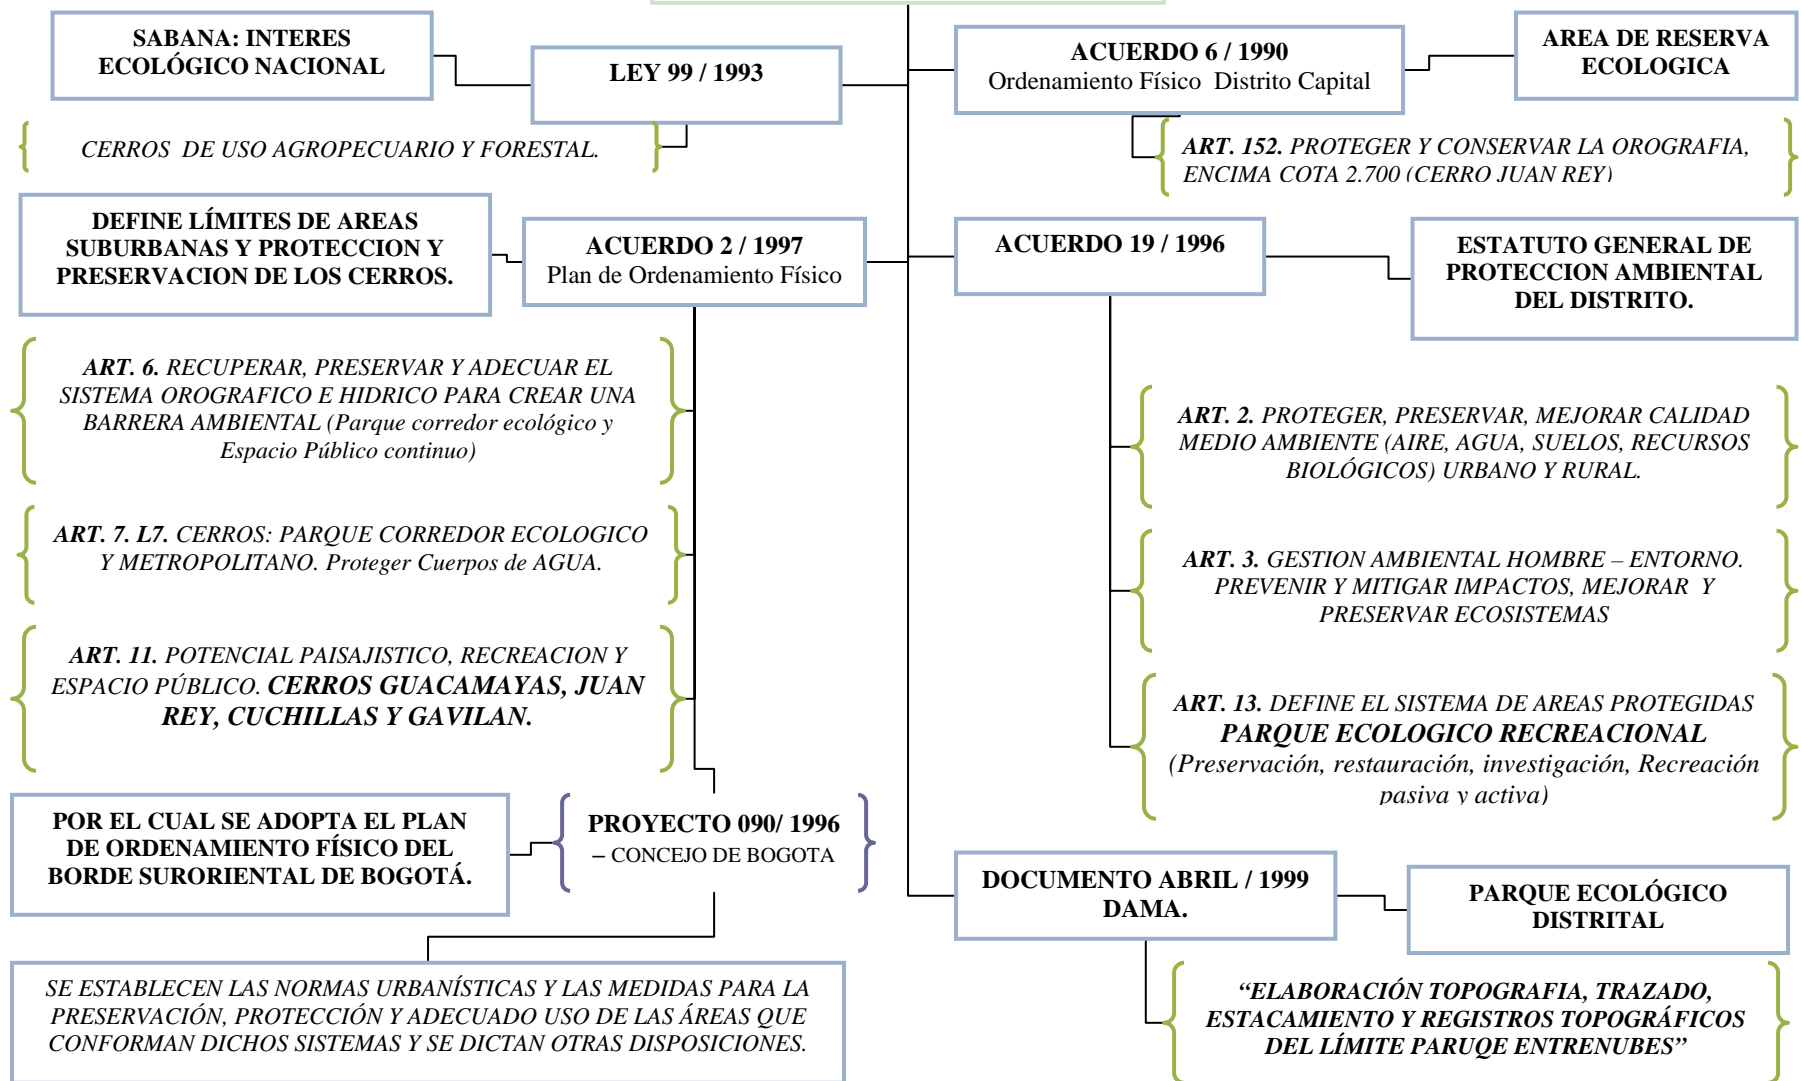 SABANA: INTERES
ECOLÓGICO NACIONAL
LEY 99 / 1993
CERROS DE USO AGROPECUARIO Y FORESTAL.
ACUERDO 6 / 1990
Ordenamiento Físico Distrito Capital
AREA DE RESERVA
ECOLOGICA
ART. 152. PROTEGER Y CONSERVAR LA OROGRAFIA,
ENCIMA COTA 2.700 (CERRO JUAN REY)
DEFINE LÍMITES DE AREAS
SUBURBANAS Y PROTECCION Y
PRESERVACION DE LOS CERROS.
ACUERDO 2 / 1997
Plan de Ordenamiento Físico
ACUERDO 19 / 1996
ESTATUTO GENERAL DE
PROTECCION AMBIENTAL
DEL DISTRITO.
ART. 6. RECUPERAR, PRESERVAR Y ADECUAR EL
SISTEMA OROGRAFICO E HIDRICO PARA CREAR UNA
BARRERA AMBIENTAL (Parque corredor ecológico y
Espacio Público continuo)
ART. 7. L7. CERROS: PARQUE CORREDOR ECOLOGICO
Y METROPOLITANO. Proteger Cuerpos de AGUA.
ART. 11. POTENCIAL PAISAJISTICO, RECREACION Y
ESPACIO PÚBLICO. CERROS GUACAMAYAS, JUAN
REY, CUCHILLAS Y GAVILAN.
ART. 2. PROTEGER, PRESERVAR, MEJORAR CALIDAD
MEDIO AMBIENTE (AIRE, AGUA, SUELOS, RECURSOS
BIOLÓGICOS) URBANO Y RURAL.
ART. 3. GESTION AMBIENTAL HOMBRE – ENTORNO.
PREVENIR Y MITIGAR IMPACTOS, MEJORAR Y
PRESERVAR ECOSISTEMAS
ART. 13. DEFINE EL SISTEMA DE AREAS PROTEGIDAS
PARQUE ECOLOGICO RECREACIONAL
(Preservación, restauración, investigación, Recreación
pasiva y activa)
POR EL CUAL SE ADOPTA EL PLAN
DE ORDENAMIENTO FÍSICO DEL
BORDE SURORIENTAL DE BOGOTÁ.
PROYECTO 090/ 1996
– CONCEJO DE BOGOTA
SE ESTABLECEN LAS NORMAS URBANÍSTICAS Y LAS MEDIDAS PARA LA
PRESERVACIÓN, PROTECCIÓN Y ADECUADO USO DE LAS ÁREAS QUE
CONFORMAN DICHOS SISTEMAS Y SE DICTAN OTRAS DISPOSICIONES.
DOCUMENTO ABRIL / 1999
DAMA.
PARQUE ECOLÓGICO
DISTRITAL
“ELABORACIÓN TOPOGRAFIA, TRAZADO,
ESTACAMIENTO Y REGISTROS TOPOGRÁFICOS
DEL LÍMITE PARUQE ENTRENUBES”